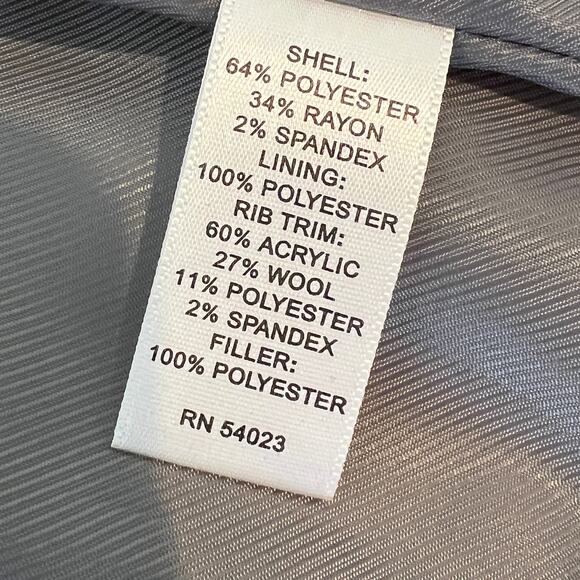 SHELL:
64% POLYESTER
34% RAYON
2% SPANDEX
LINING:
100% POLYESTER
RIB TRIM:
60% ACRYLIC
27% WOOL
11% POLYESTER
2% SPANDEX
FILLER:
100% POLYESTER
RN 54023